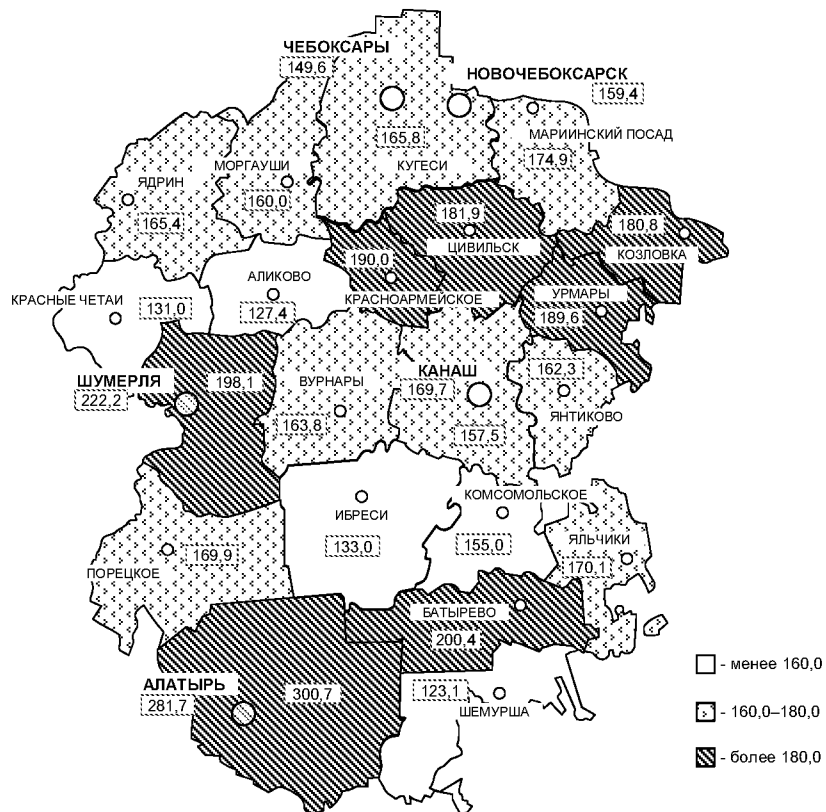 ЧЕБОКСАРЫ
149,6
НОВОЧЕБОКСАРСК
159,4
165,8
КУГЕСИ
МАРИИНСКИЙ ПОСАД
174,9
МОРГАУШИ
160,0
ЯДРИН
165,4
181,9
ЦИВИЛЬСК
180,8
КОЗЛОВКА
190,0
КРАСНОАРМЕЙСКОЕ
АЛИКОВО
127,4
КРАСНЫЕ ЧЕТАИ
131,0
УРМАРЫ
189,6
ШУМЕРЛЯ
222,2
198,1
ВУРНАРЫ
163,8
КАНАШ
169,7
157,5
162,3
ЯНТИКОВО
ИБРЕСИ
133,0
КОМСОМОЛЬСКОЕ
155,0
ЯЛЬЧИКИ
170,1
ПОРЕЦКОЕ
169,9
БАТЫРЕВО
200,4
АЛАТЫРЬ
281,7
300,7
123,1
ШЕМУРША
- менее 160,0
- 160,0–180,0
- более 180,0